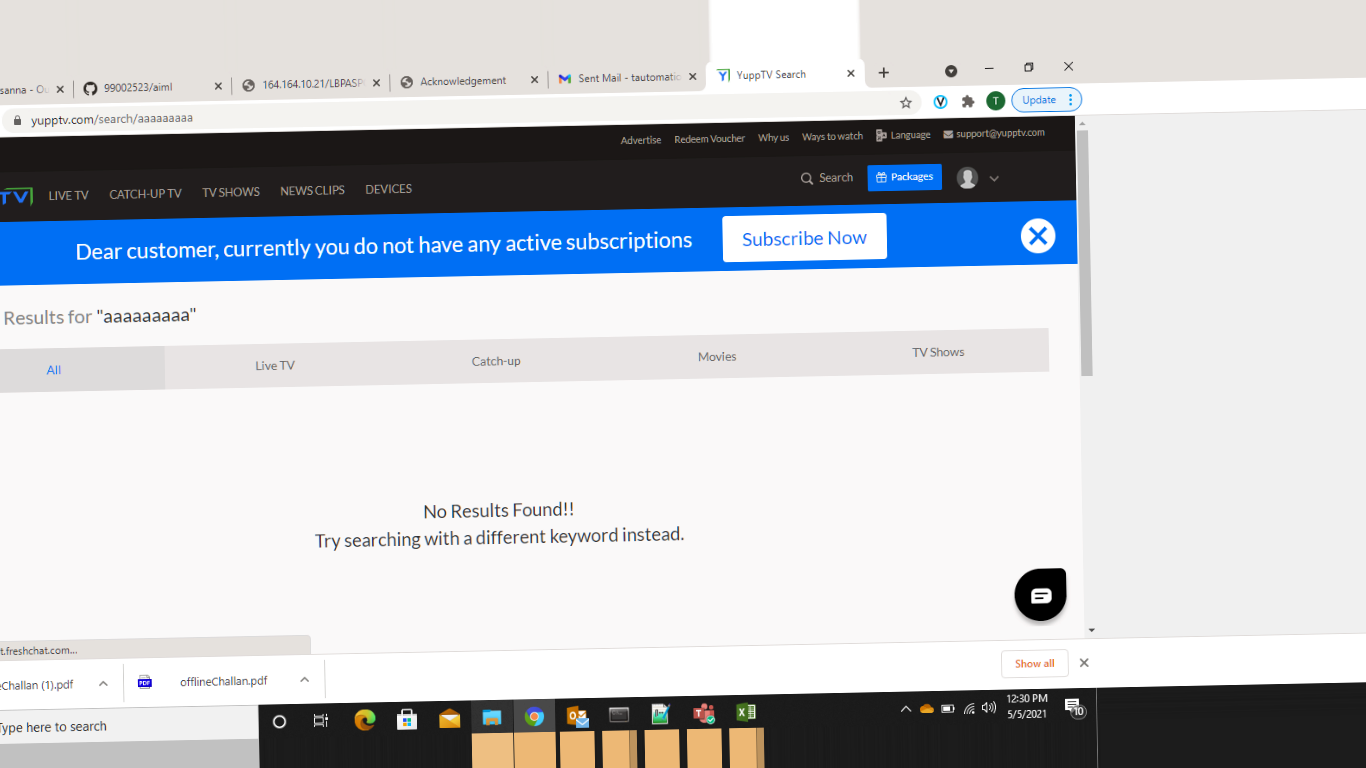 99002523/aiml
164.164.10.21/LBPASP
Acknowledgement
Sent Mail - tautomatic
YuppTV Search
yupptv.com/search/aaaaaaaaa
Update
Advertise
Redeem Voucher
Why us
Ways to watch
Language
support@yupptv.com
TV
LIVE TV
CATCH-UP TV
TV SHOWS
NEWS CLIPS
DEVICES
Search
Packages
T
Dear customer, currently you do not have any active subscriptions
Subscribe Now
Results for "aaaaaaaaa"
All
Live TV
Catch-up
Movies
TV Shows
No Results Found!!
Try searching with a different keyword instead.
t.freshchat.com...
eChallan (1).pdf
PDF
offlineChallan.pdf
Show all
Type here to search
12:30 PM
5/5/2021
10